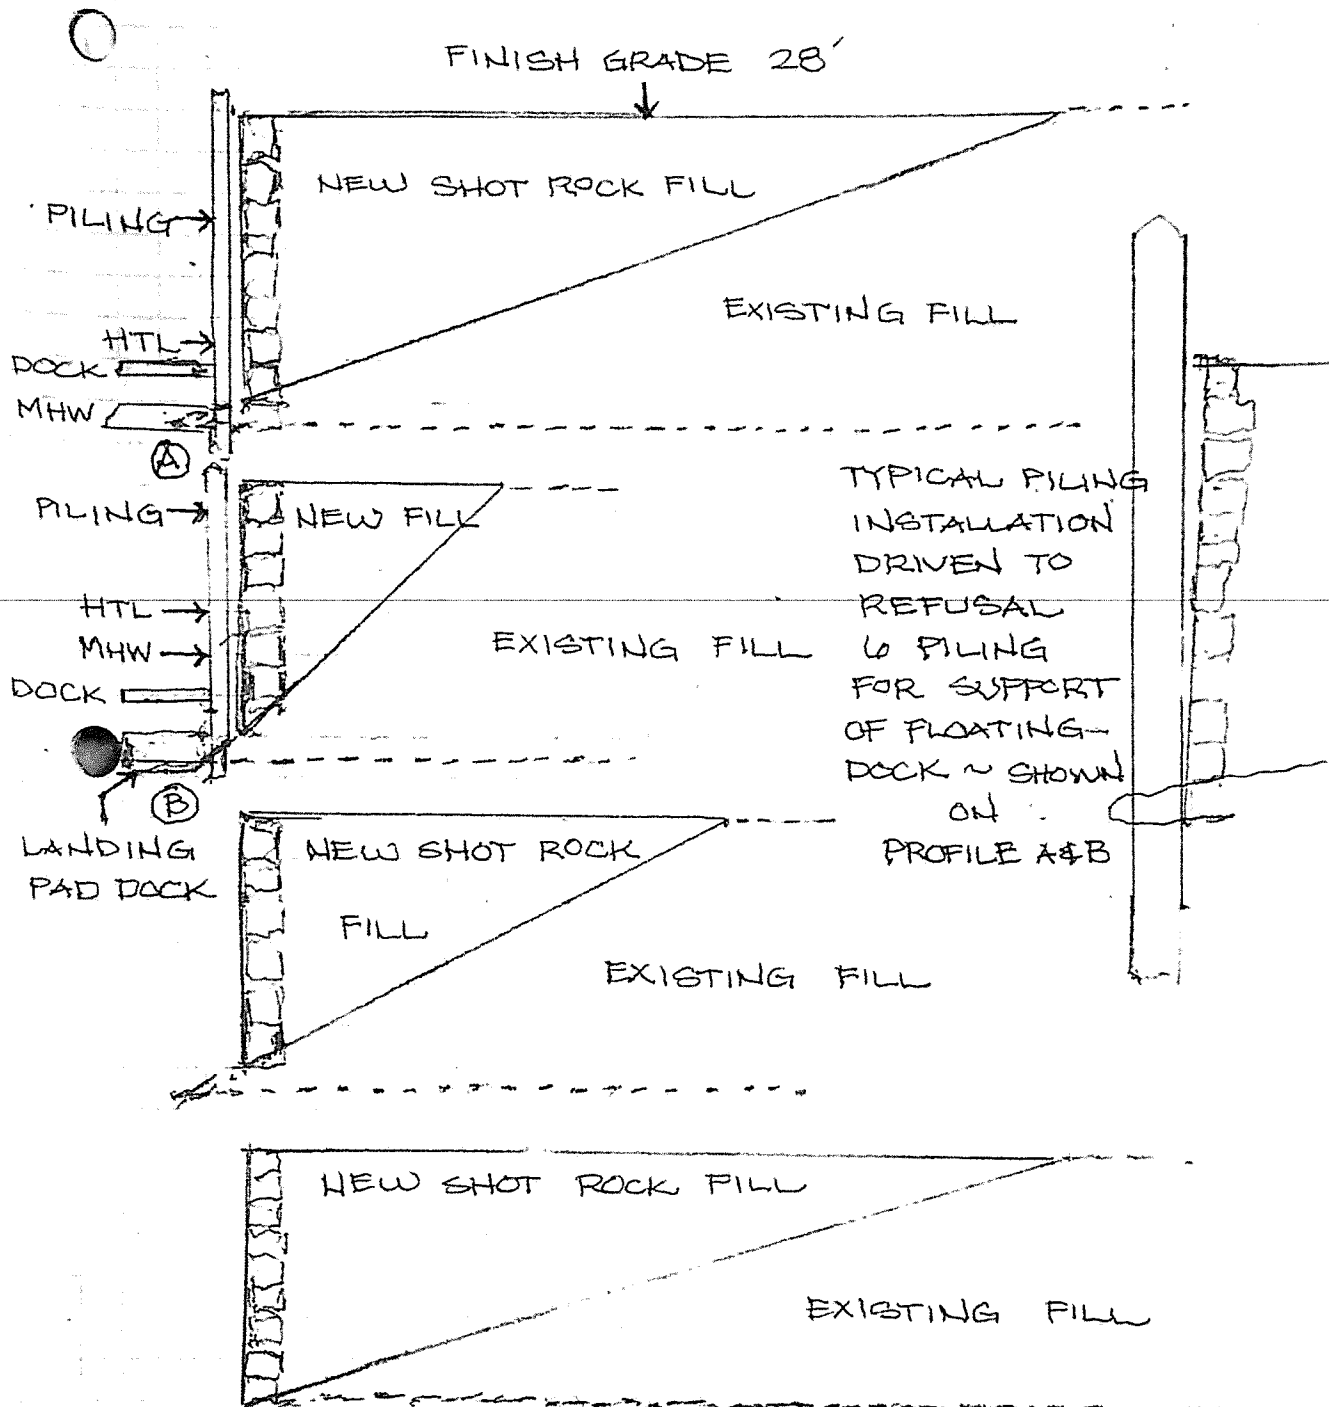 FINISH GRADE 28'
NEW SHOT ROCK FILL
PILING
EXISTING FILL
HTL
DOCK
MHW
A
PILING
NEW FILL
HTL
MHW
DOCK
EXISTING FILL
B
LANDING
PAD DOCK
TYPICAL PILING
INSTALLATION
DRIVEN TO
REFUSAL
6 PILING
FOR SUPPORT
OF FLOATING-
DOCK ~ SHOWN
ON
PROFILE A&B
NEW SHOT ROCK
FILL
EXISTING FILL
NEW SHOT ROCK FILL
EXISTING FILL